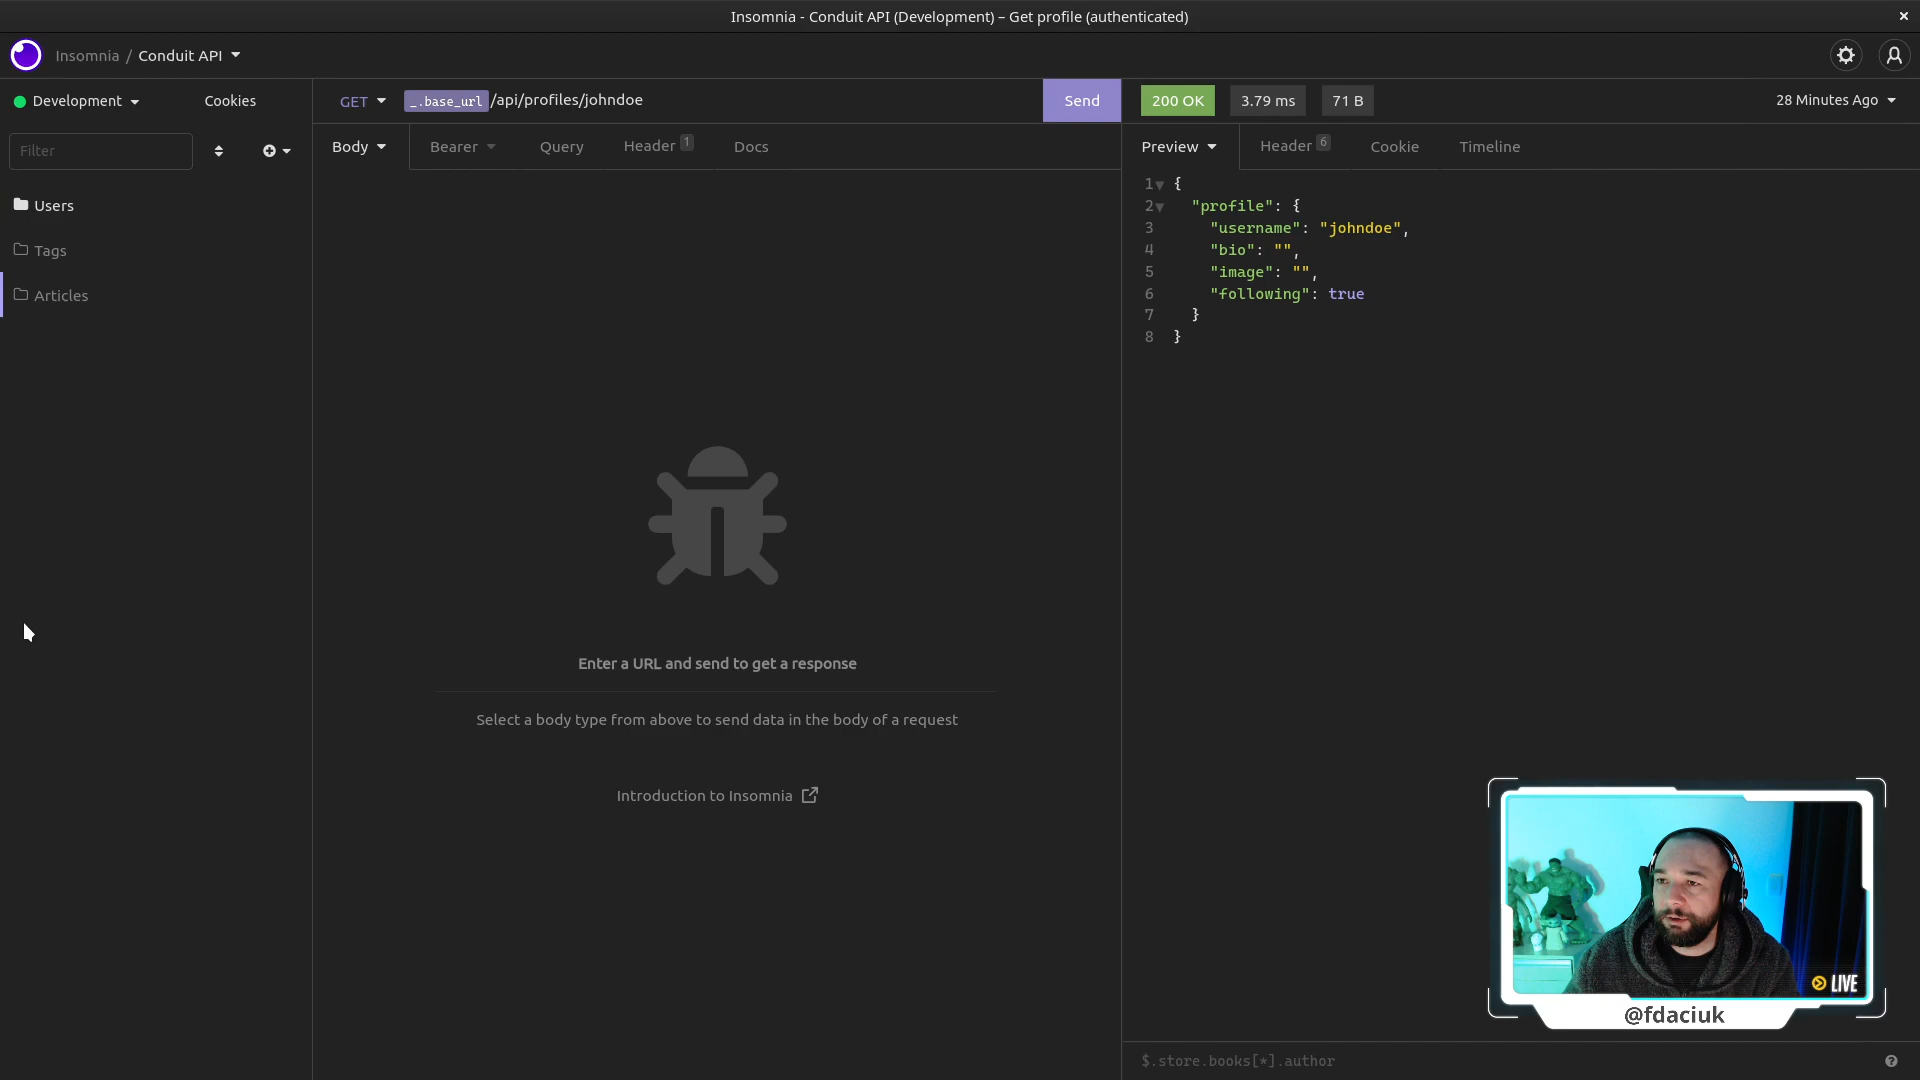 Insomnia - Conduit API (Development) – Get profile (authenticated)
Insomnia / Conduit API
Development
Cookies
GET
_.base_url/api/profiles/johndoe
Send
200 OK
3.79 ms
71 B
28 Minutes Ago
Filter
Body
Bearer
Query
Header 1
Docs
Preview
Header 6
Cookie
Timeline
Users
Tags
Articles
1 {
2 "profile": {
3 "username": "johndoe",
4 "bio": "",
5 "image": "",
6 "following": true
7 }
8 }
Enter a URL and send to get a response
Select a body type from above to send data in the body of a request
Introduction to Insomnia
LIVE
@fdaciuk
$.store.books[*].author